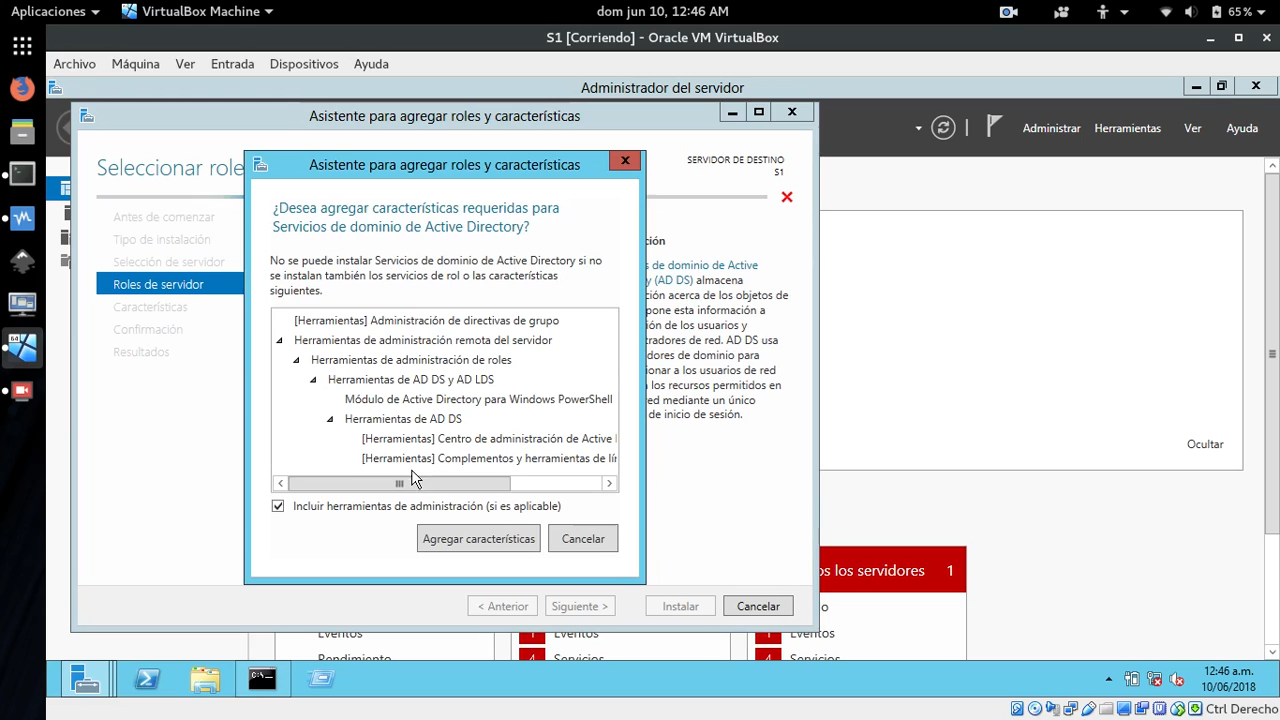 Aplicaciones
VirtualBox Machine
dom jun 10, 12:46 AM
65%
S1 [Corriendo] - Oracle VM VirtualBox
Archivo
Máquina
Ver
Entrada
Dispositivos
Ayuda
Administrador del servidor
Administrar
Herramientas
Ver
Ayuda
Asistente para agregar roles y características
Seleccionar role
SERVIDOR DE DESTINO
S1
Antes de comenzar
Tipo de instalación
Selección de servidor
Roles de servidor
Características
Confirmación
Resultados
Asistente para agregar roles y características
¿Desea agregar características requeridas para
Servicios de dominio de Active Directory?
No se puede instalar Servicios de dominio de Active Directory si no
se instalan también los servicios de rol o las características
siguientes.
[Herramientas] Administración de directivas de grupo
Herramientas de administración remota del servidor
Herramientas de administración de roles
Herramientas de AD DS y AD LDS
Módulo de Active Directory para Windows PowerShell
Herramientas de AD DS
[Herramientas] Centro de administración de Active
[Herramientas] Complementos y herramientas de lí
Incluir herramientas de administración (si es aplicable)
Agregar características
Cancelar
ción
s de dominio de Active
y (AD DS) almacena
ción acerca de los objetos de
pone esta información a
ión de los usuarios y
tradores de red. AD DS usa
dores de dominio para
ionar a los usuarios de red
a los recursos permitidos en
red mediante un único
de inicio de sesión.
< Anterior
Siguiente >
Instalar
Cancelar
Ocultar
os los servidores 1
o
Eventos
1 Eventos
1 Eventos
Rendimiento
4 Servicios
4 Servicios
12:46 a.m.
10/06/2018
Ctrl Derecho